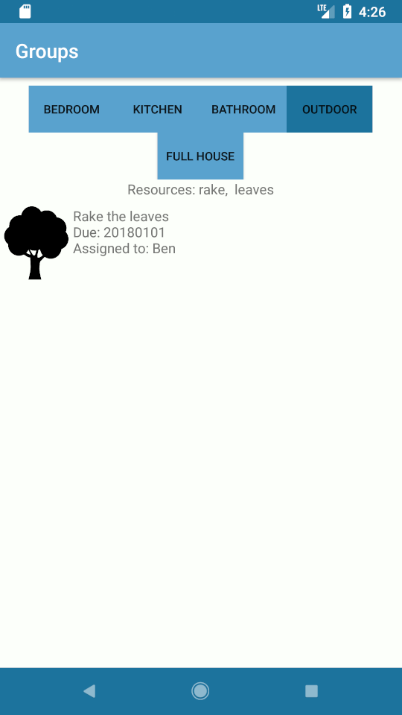 LTE 4:26
Groups
BEDROOM KITCHEN BATHROOM OUTDOOR
FULL HOUSE
Resources: rake,  leaves
Rake the leaves
Due: 20180101
Assigned to: Ben